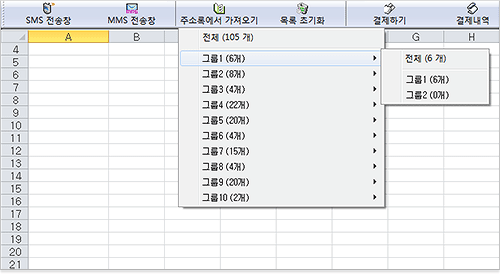 SMS 전송창 MMS 전송창 주소록에서 가져오기 목록 초기화 결제하기 결제내역
A B G H
전체 (105 개)
그룹1 (6개)
그룹2 (8개)
그룹3 (4개)
그룹4 (22개)
그룹5 (20개)
그룹6 (4개)
그룹7 (15개)
그룹8 (4개)
그룹9 (20개)
그룹10 (2개)
전체 (6 개)
그룹1 (6개)
그룹2 (0개)
4
5
6
7
8
9
10
11
12
13
14
15
16
17
18
19
20
21